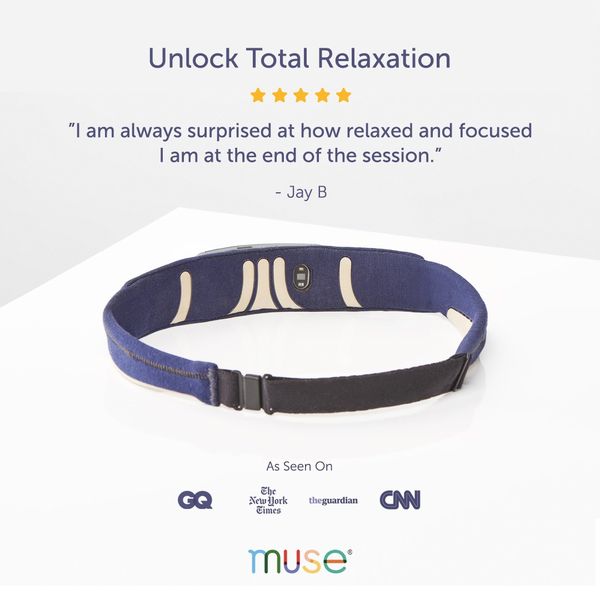 Unlock Total Relaxation
”I am always surprised at how relaxed and focused
I am at the end of the session.”
- Jay B
As Seen On
GQ
The
New York
Times
theguardian
CNN
muse®